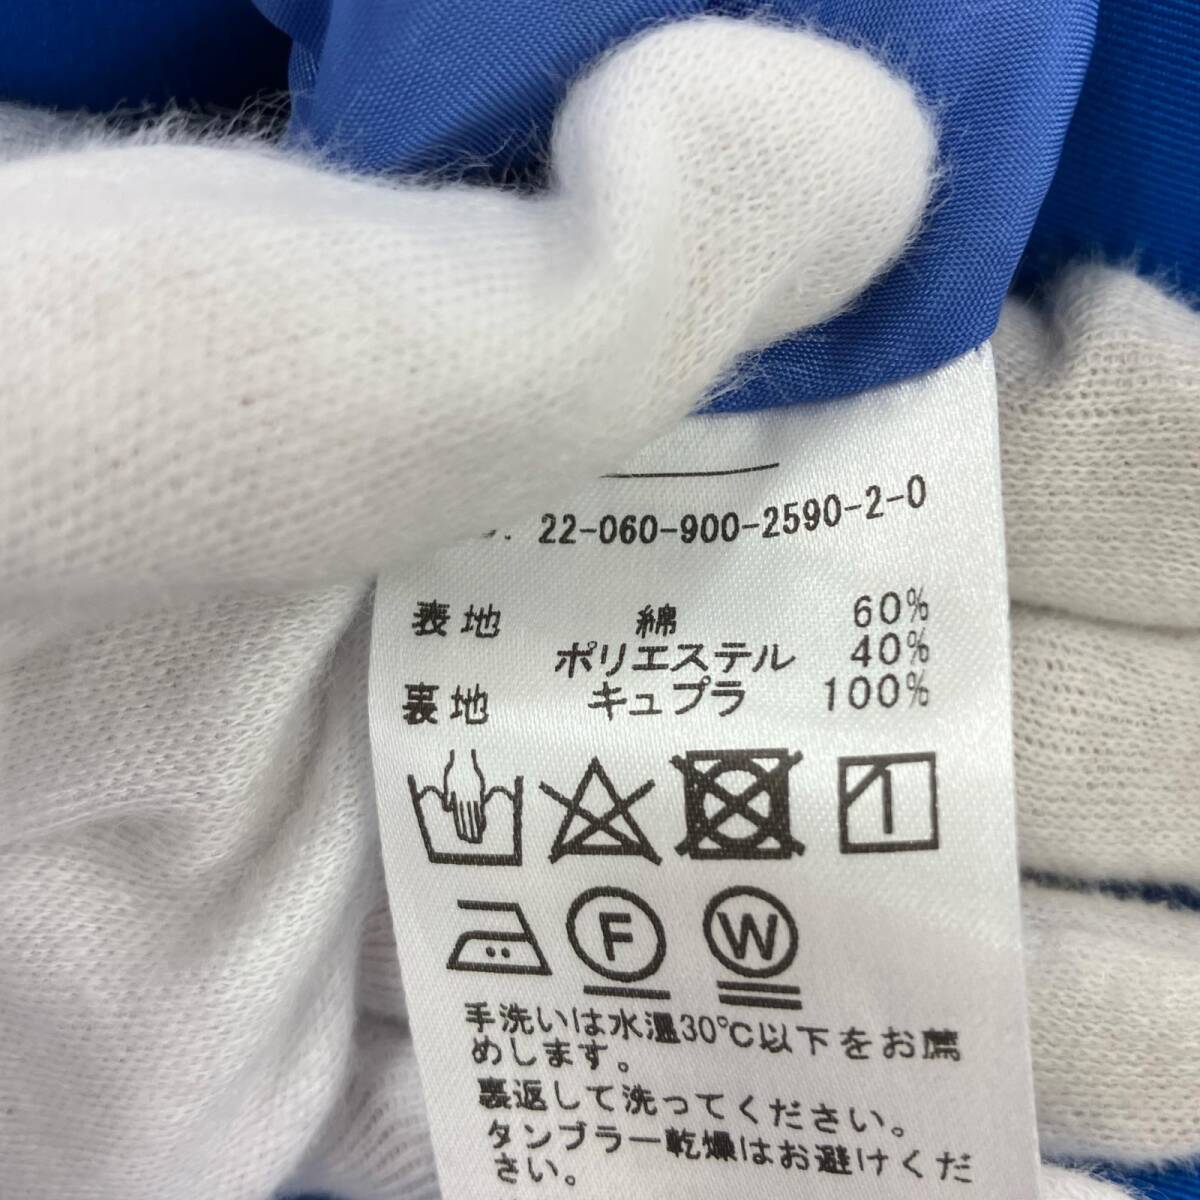 22-060-900-2590-2-0
表地 綿 60%
ポリエステル 40%
裏地 キュプラ 100%
F W
手洗いは水温30℃以下をお薦
めします。
裏返して洗ってください。
タンブラー乾燥はお避けくだ
さい。